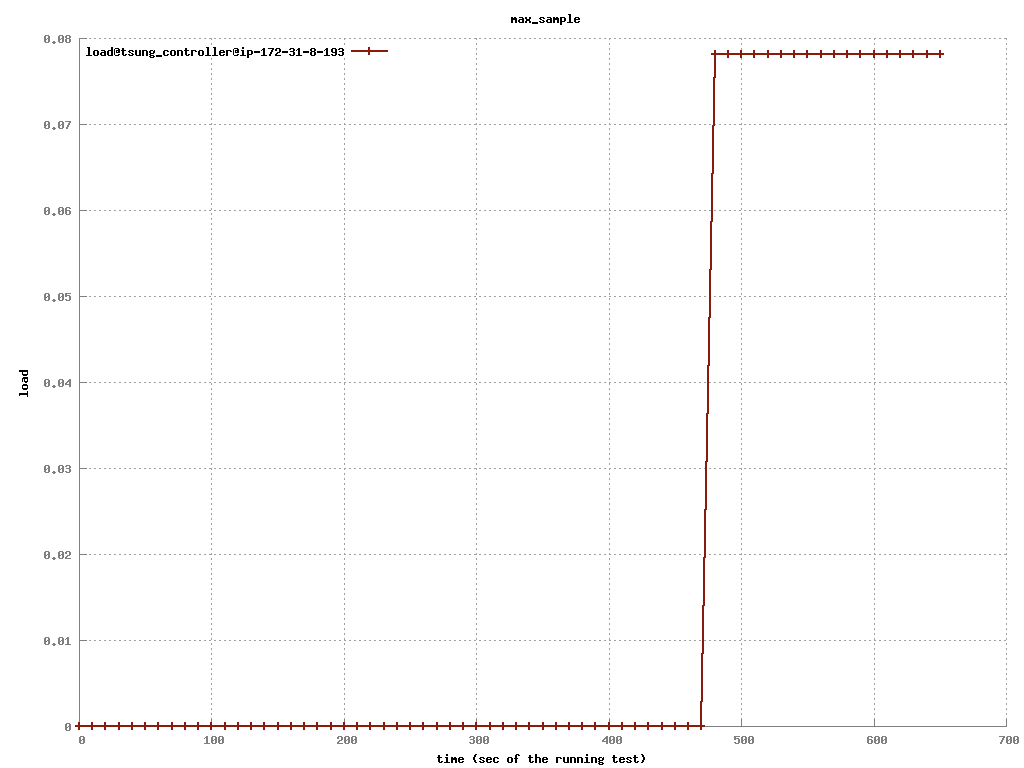 max_sample
load@tsung_controller@ip-172-31-8-193
0.08
0.07
0.06
0.05
0.04
0.03
0.02
0.01
0
load
0 100 200 300 400 500 600 700
time (sec of the running test)